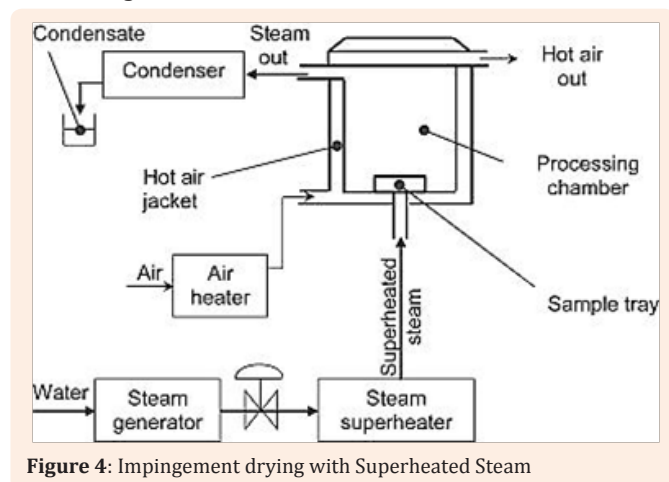 Condensate
Condenser
Steam
out
Hot air
out
Hot air
jacket
Processing
chamber
Air
Air
heater
Sample tray
Superheated
steam
Water
Steam
generator
Steam
superheater
Figure 4: Impingement drying with Superheated Steam